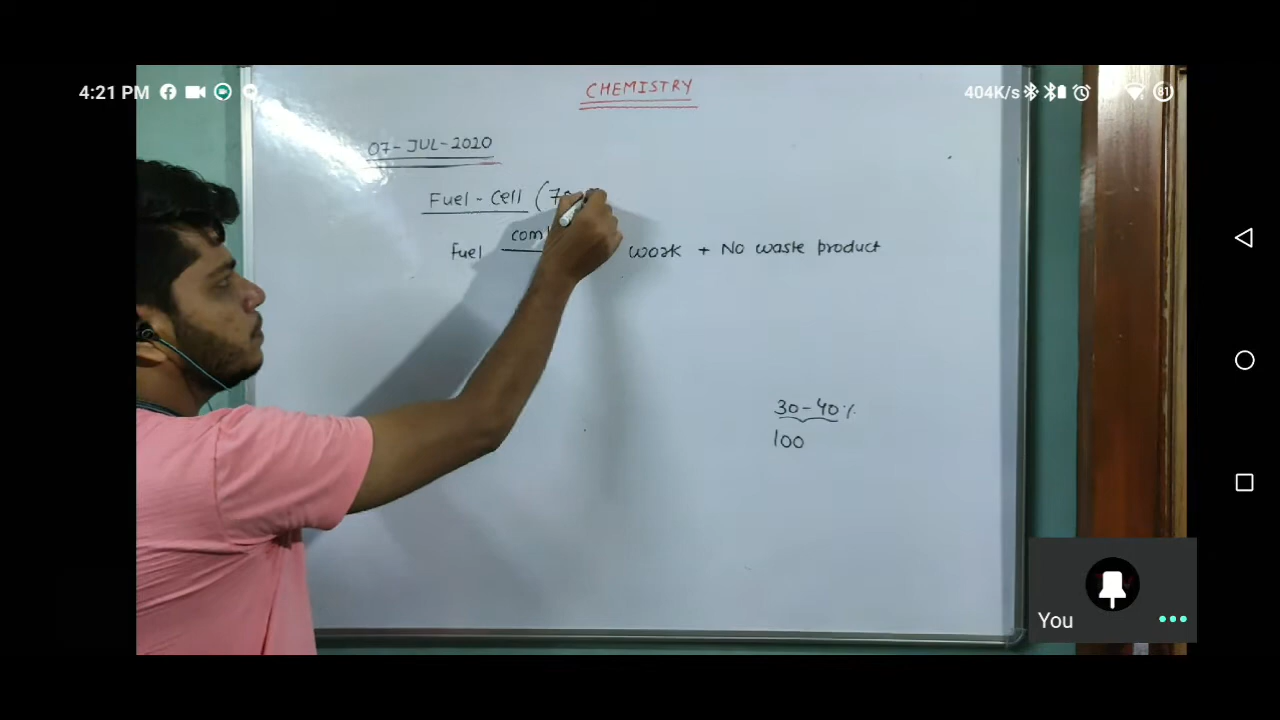 4:21 PM
404K/s
61
CHEMISTRY
07-JUL-2020
Fuel-Cell (
fuel work + No waste product
30-40%
100
You